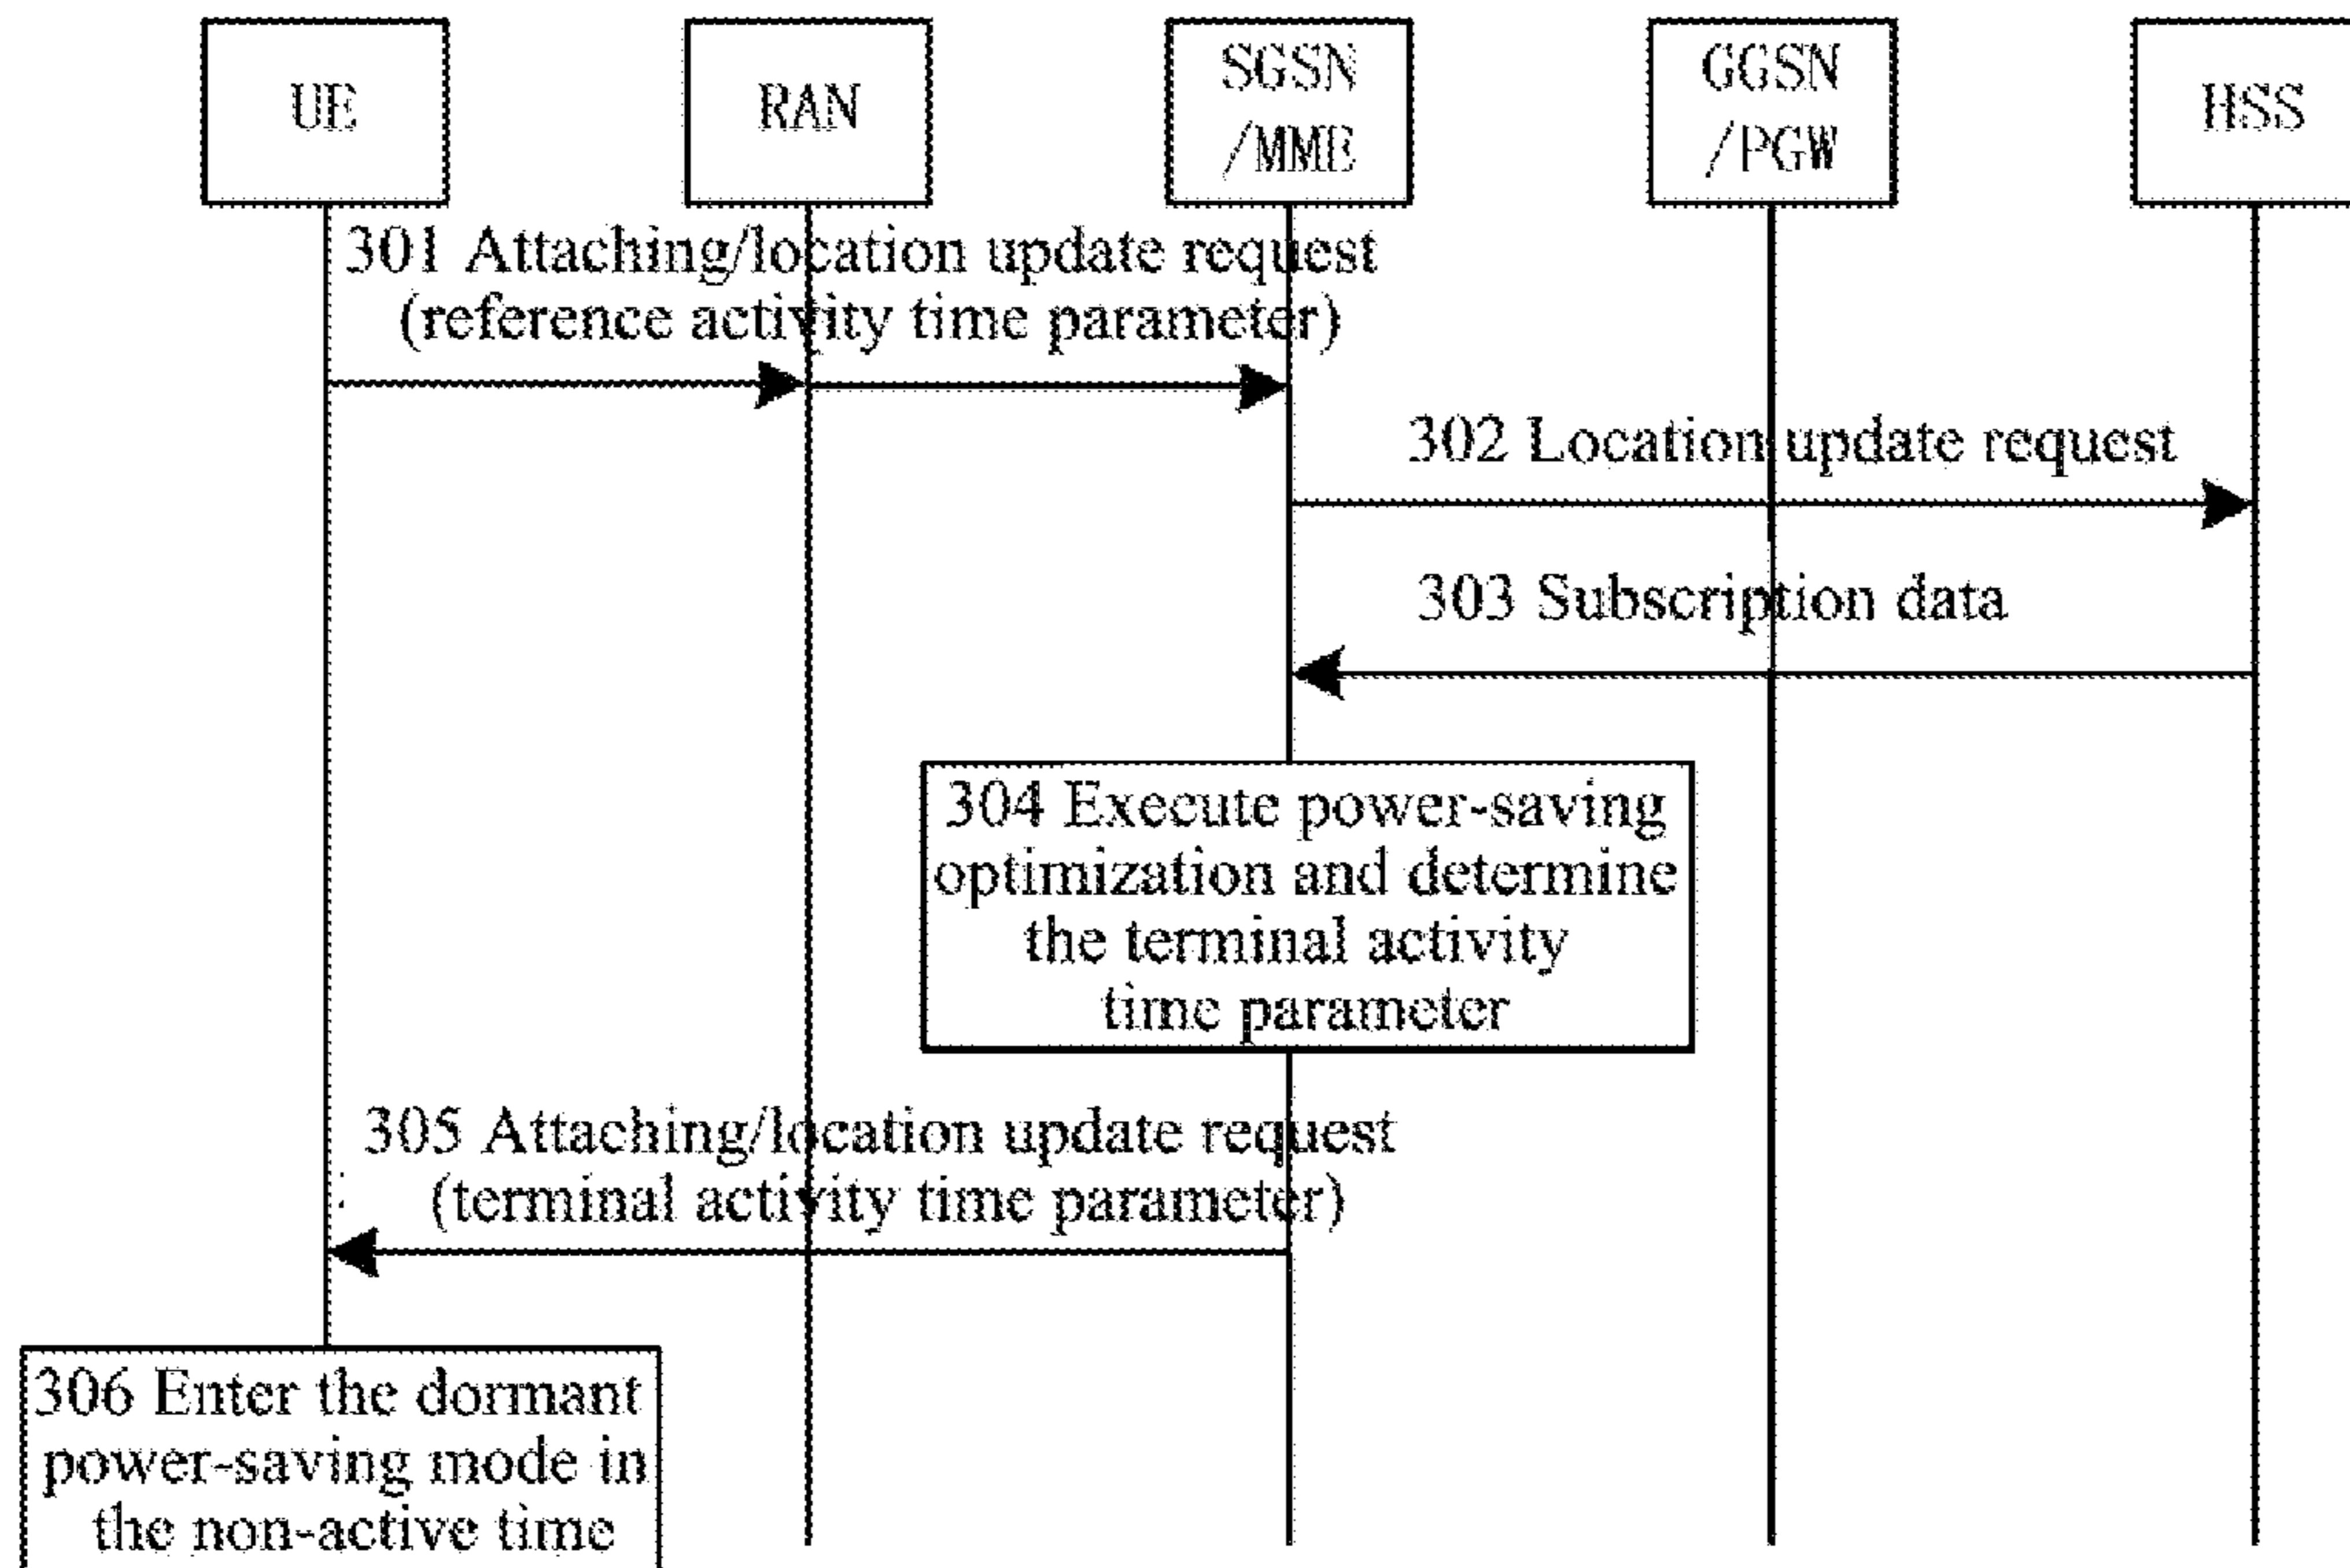 UE
RAN
SGSN
/MME
GGSN
/PGW
HSS
301 Attaching/location update request
(reference activity time parameter)
302 Location update request
303 Subscription data
304 Execute power-saving
optimization and determine
the terminal activity
time parameter
305 Attaching/location update request
(terminal activity time parameter)
306 Enter the dormant
power-saving mode in
the non-active time